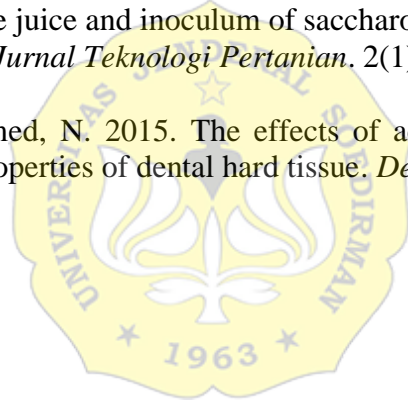 e juice and inoculum of saccharo
Jurnal Teknologi Pertanian. 2(1)
ned, N. 2015. The effects of a
operties of dental hard tissue. De
UNIVERSITAS JENDERAL SOEDIRMAN
1963